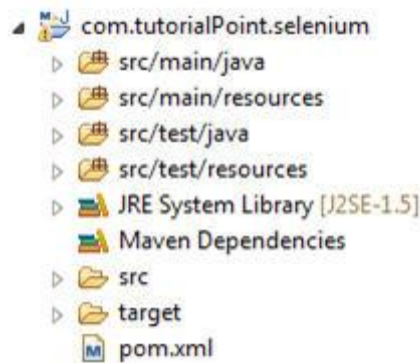 com.tutorialPoint.selenium
src/main/java
src/main/resources
src/test/java
src/test/resources
JRE System Library [J2SE-1.5]
Maven Dependencies
src
target
pom.xml